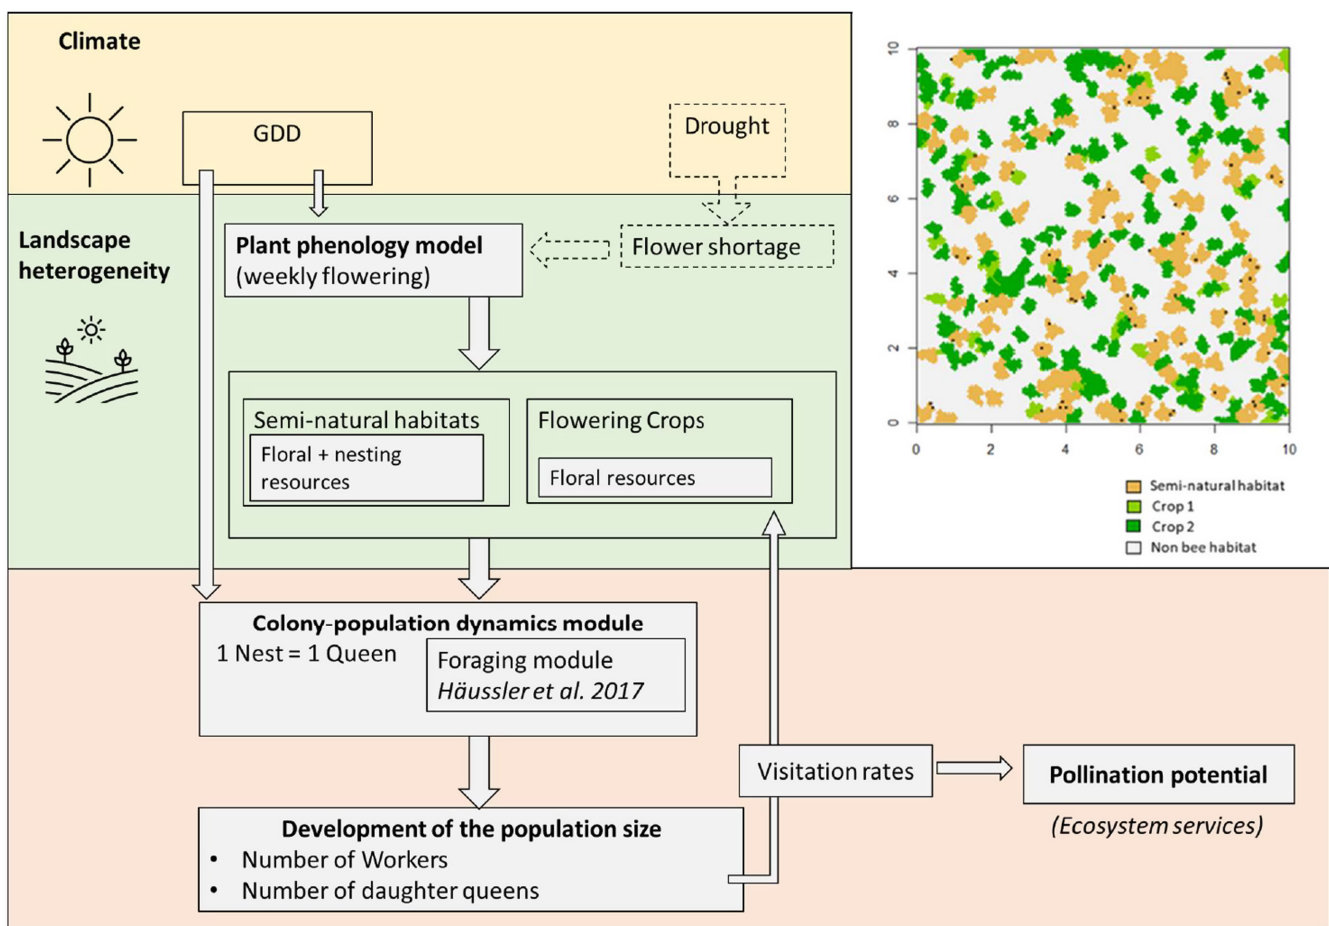 Climate
GDD
Drought
Landscape
heterogeneity
Plant phenology model
(weekly flowering)
Flower shortage
Semi-natural habitats
Floral + nesting
resources
Flowering Crops
Floral resources
Colony-population dynamics module
1 Nest = 1 Queen
Foraging module
Häussler et al. 2017
Development of the population size
• Number of Workers
• Number of daughter queens
Visitation rates
Pollination potential
(Ecosystem services)
10
8
6
4
2
0
0 2 4 6 8 10
Semi-natural habitat
Crop 1
Crop 2
Non bee habitat